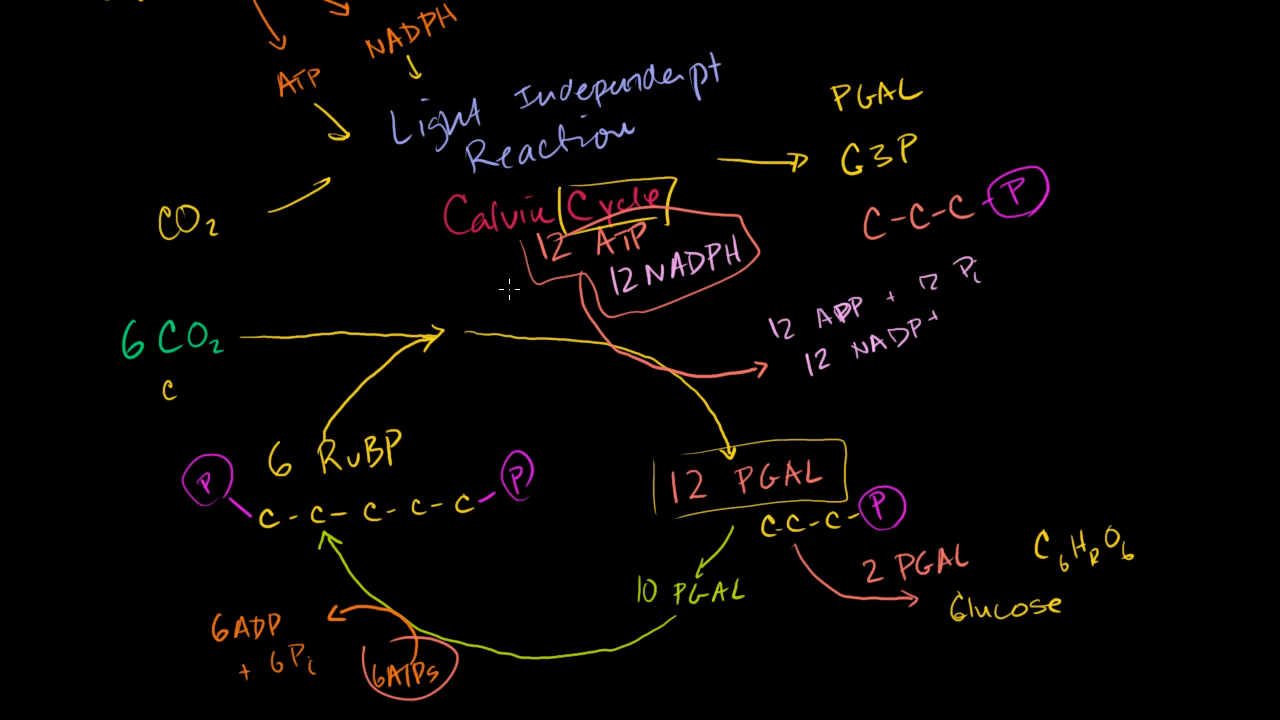 NADPH
ATP
Light Independent
Reaction
PGAL
G3P
CO2
Calvin Cycle
C-C-C-P
12 ATP
12 NADPH
12 ADP + 12 Pi
12 NADP+
6 CO2
C
6 RuBP
P C-C-C-C-C-P
12 PGAL
C-C-C-P
2 PGAL
C6H12O6
Glucose
10 PGAL
6ADP
+ 6Pi
6ATPs